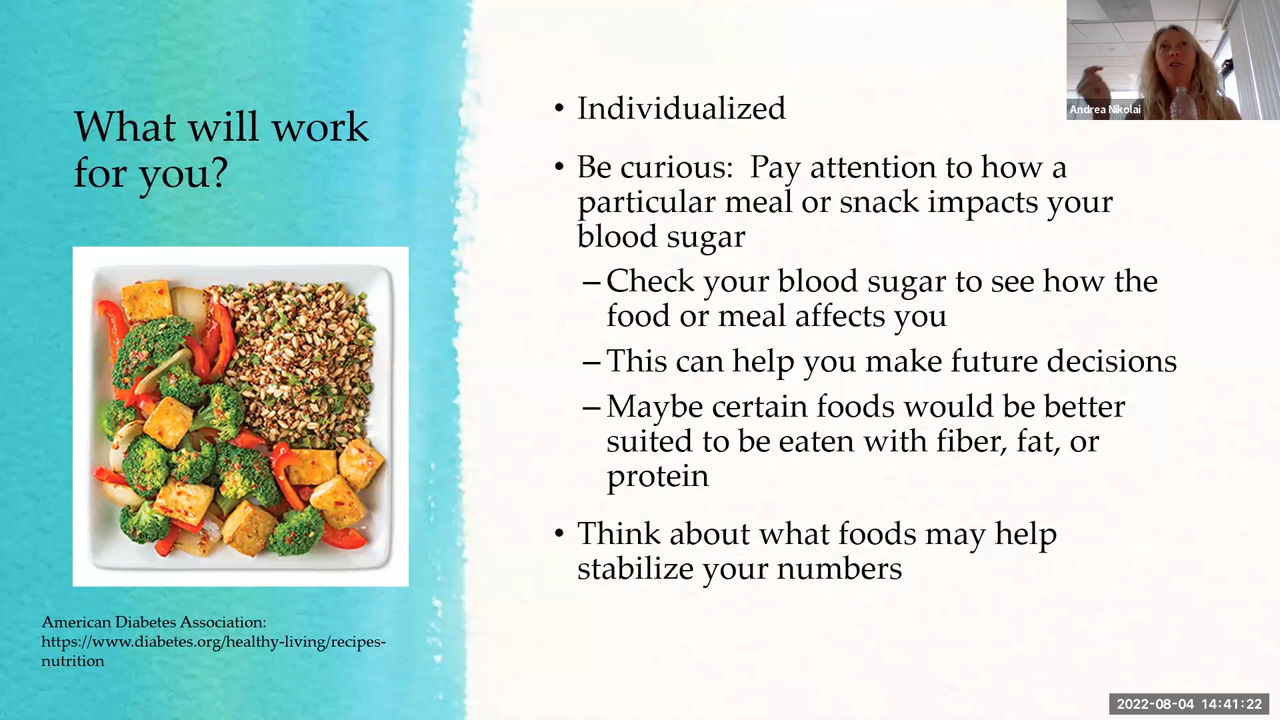 What will work
for you?
• Individualized
• Be curious:  Pay attention to how a
particular meal or snack impacts your
blood sugar
– Check your blood sugar to see how the
food or meal affects you
– This can help you make future decisions
– Maybe certain foods would be better
suited to be eaten with fiber, fat, or
protein
• Think about what foods may help
stabilize your numbers
American Diabetes Association:
https://www.diabetes.org/healthy-living/recipes-
nutrition
Andrea Nikolai
2022-08-04 14:41:22